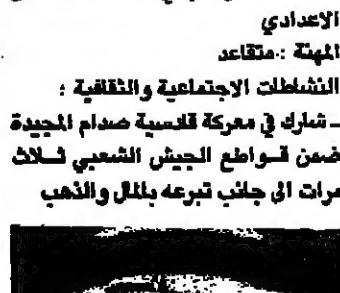 الاعدادي
المهنة : متقاعد
النشاطات الاجتماعية والثقافية :
ـ شارك في معركة قادسية صدام المجيدة
ضمن قواطع الجيش الشعبي ثلاث
مرات الى جانب تبرعه بالمال والذهب